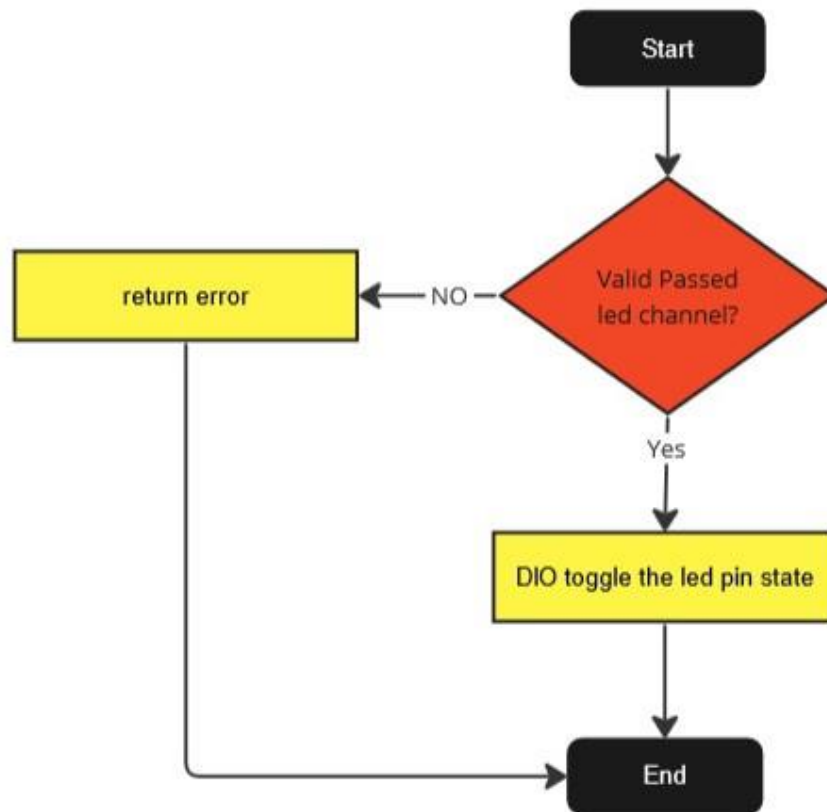 Start
Valid Passed
led channel?
NO
return error
Yes
DIO toggle the led pin state
End